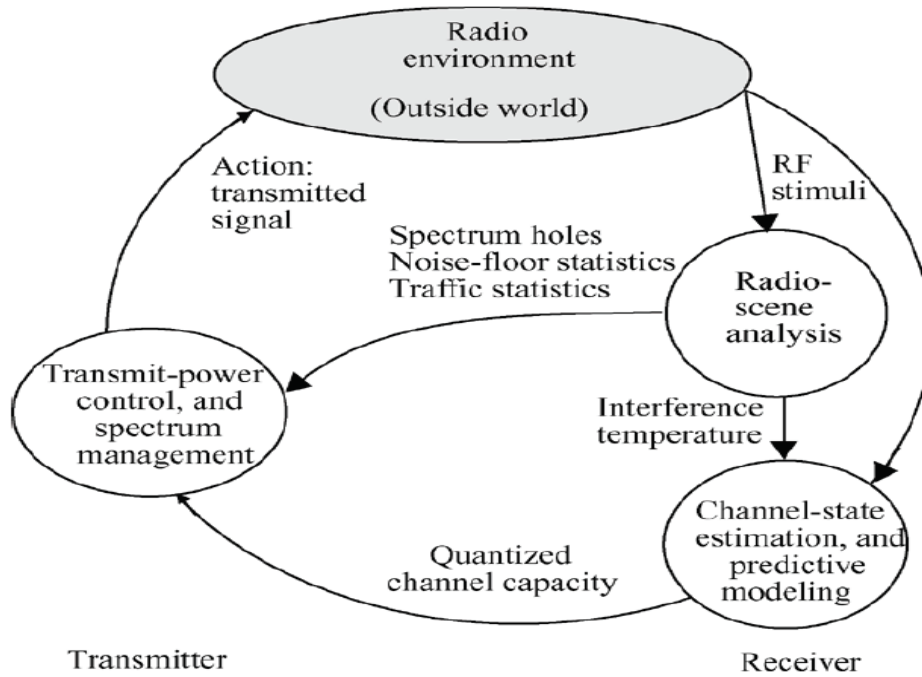 Radio
environment
(Outside world)
Action:
transmitted
signal
RF
stimuli
Spectrum holes
Noise-floor statistics
Traffic statistics
Radio-
scene
analysis
Transmit-power
control, and
spectrum
management
Interference
temperature
Channel-state
estimation, and
predictive
modeling
Quantized
channel capacity
Transmitter
Receiver